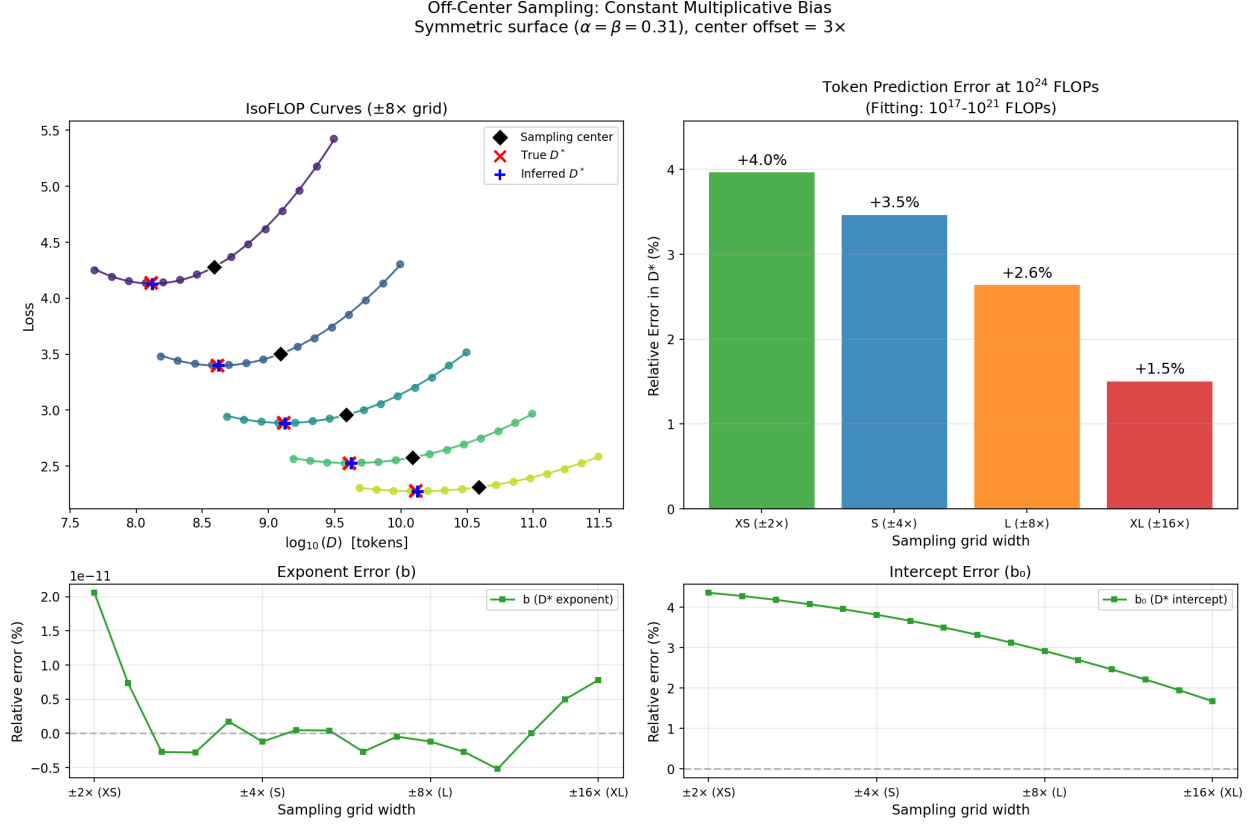 Off-Center Sampling: Constant Multiplicative Bias
Symmetric surface (α = β = 0.31), center offset = 3×
IsoFLOP Curves (±8× grid)
Loss
5.5
5.0
4.5
4.0
3.5
3.0
2.5
Sampling center
True D*
Inferred D*
7.5 8.0 8.5 9.0 9.5 10.0 10.5 11.0 11.5
log₁₀(D) [tokens]
Token Prediction Error at 10²⁴ FLOPs
(Fitting: 10¹⁷-10²¹ FLOPs)
Relative Error in D* (%)
4
3
2
1
0
+4.0%
+3.5%
+2.6%
+1.5%
XS (±2×) S (±4×) L (±8×) XL (±16×)
Sampling grid width
Exponent Error (b)
1e−11
Relative error (%)
2.0
1.5
1.0
0.5
0.0
−0.5
b (D* exponent)
±2× (XS) ±4× (S) ±8× (L) ±16× (XL)
Sampling grid width
Intercept Error (b₀)
Relative error (%)
4
3
2
1
0
b₀ (D* intercept)
±2× (XS) ±4× (S) ±8× (L) ±16× (XL)
Sampling grid width